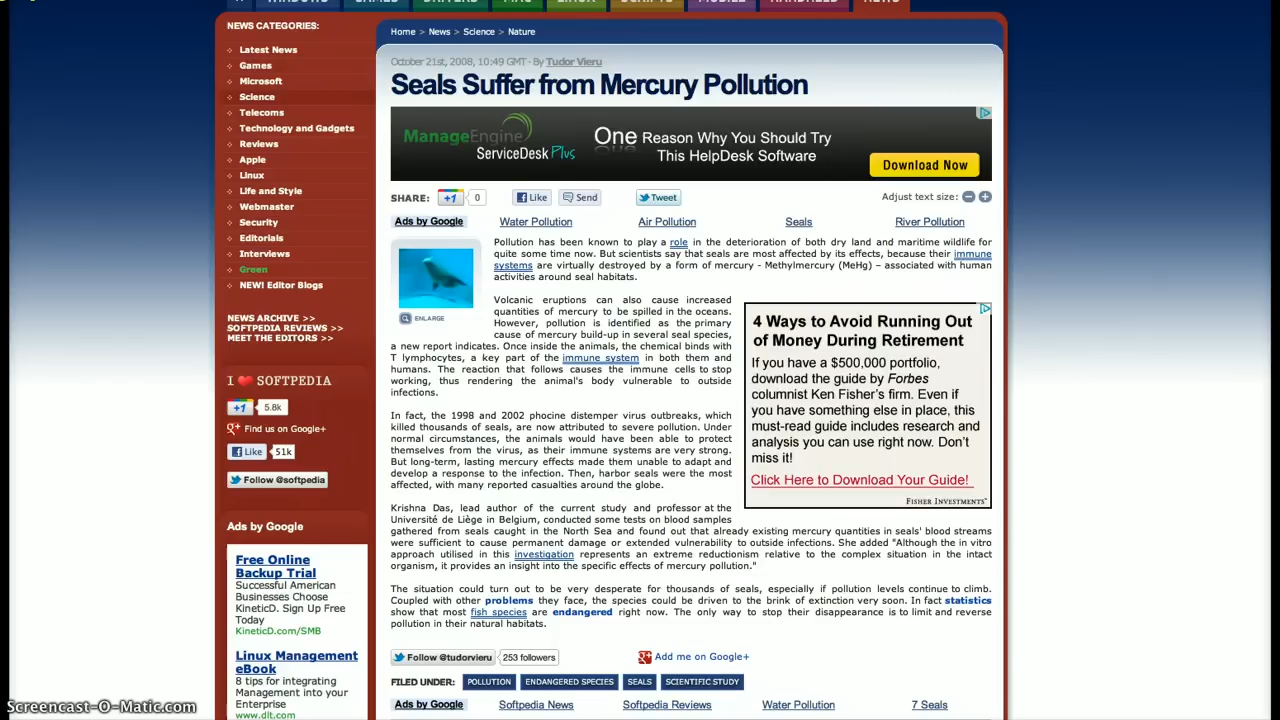 WINDOWS GAMES DRIVERS MAC LINUX SCRIPTS MOBILE HANDHELD NEWS
NEWS CATEGORIES:
Latest News
Games
Microsoft
Science
Telecoms
Technology and Gadgets
Reviews
Apple
Linux
Life and Style
Webmaster
Security
Editorials
Interviews
Green
NEW! Editor Blogs
NEWS ARCHIVE >>
SOFTPEDIA REVIEWS >>
MEET THE EDITORS >>
I ❤ SOFTPEDIA
+1 5.8k
Find us on Google+
Like 51k
Follow @softpedia
Ads by Google
Free Online
Backup Trial
Successful American
Businesses Choose
KineticD. Sign Up Free
Today
KineticD.com/SMB
Linux Management
eBook
8 tips for integrating
Management into your
Enterprise
www.dlt.com
Home > News > Science > Nature
October 21st, 2008, 10:49 GMT · By Tudor Vieru
Seals Suffer from Mercury Pollution
ManageEngine
ServiceDesk Plus
One Reason Why You Should Try
This HelpDesk Software
Download Now
SHARE: +1 0 Like Send Tweet Adjust text size:
Ads by Google Water Pollution Air Pollution Seals River Pollution
ENLARGE
Pollution has been known to play a role in the deterioration of both dry land and maritime wildlife for
quite some time now. But scientists say that seals are most affected by its effects, because their immune
systems are virtually destroyed by a form of mercury - Methylmercury (MeHg) – associated with human
activities around seal habitats.
Volcanic eruptions can also cause increased
quantities of mercury to be spilled in the oceans.
However, pollution is identified as the primary
cause of mercury build-up in several seal species,
a new report indicates. Once inside the animals, the chemical binds with
T lymphocytes, a key part of the immune system in both them and
humans. The reaction that follows causes the immune cells to stop
working, thus rendering the animal's body vulnerable to outside
infections.
In fact, the 1998 and 2002 phocine distemper virus outbreaks, which
killed thousands of seals, are now attributed to severe pollution. Under
normal circumstances, the animals would have been able to protect
themselves from the virus, as their immune systems are very strong.
But long-term, lasting mercury effects made them unable to adapt and
develop a response to the infection. Then, harbor seals were the most
affected, with many reported casualties around the globe.
4 Ways to Avoid Running Out
of Money During Retirement
If you have a $500,000 portfolio,
download the guide by Forbes
columnist Ken Fisher's firm. Even if
you have something else in place, this
must-read guide includes research and
analysis you can use right now. Don't
miss it!
Click Here to Download Your Guide!
FISHER INVESTMENTS
Krishna Das, lead author of the current study and professor at the
Université de Liège in Belgium, conducted some tests on blood samples
gathered from seals caught in the North Sea and found out that already existing mercury quantities in seals' blood streams
were sufficient to cause permanent damage or extended vulnerability to outside infections. She added "Although the in vitro
approach utilised in this investigation represents an extreme reductionism relative to the complex situation in the intact
organism, it provides an insight into the specific effects of mercury pollution."
The situation could turn out to be very desperate for thousands of seals, especially if pollution levels continue to climb.
Coupled with other problems they face, the species could be driven to the brink of extinction very soon. In fact statistics
show that most fish species are endangered right now. The only way to stop their disappearance is to limit and reverse
pollution in their natural habitats.
Follow @tudorvieru 253 followers Add me on Google+
FILED UNDER: POLLUTION ENDANGERED SPECIES SEALS SCIENTIFIC STUDY
Ads by Google Softpedia News Softpedia Reviews Water Pollution 7 Seals
Screencast-O-Matic.com